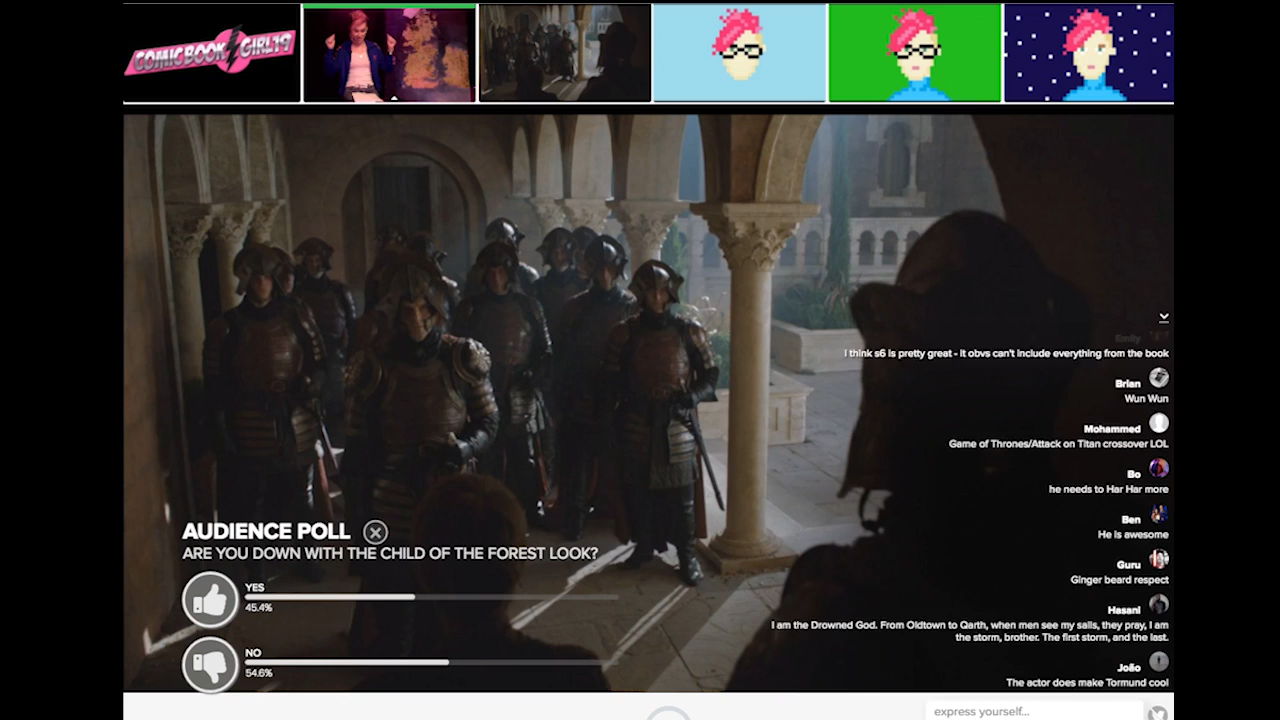 COMICBOOK GIRL19
Emily
I think s6 is pretty great - it obvs can't include everything from the book
Brian
Wun Wun
Mohammed
Game of Thrones/Attack on Titan crossover LOL
Bo
he needs to Har Har more
Ben
He is awesome
Guru
Ginger beard respect
Hasani
I am the Drowned God. From Oldtown to Qarth, when men see my sails, they pray, I am
the storm, brother. The first storm, and the last.
João
The actor does make Tormund cool
AUDIENCE POLL
ARE YOU DOWN WITH THE CHILD OF THE FOREST LOOK?
YES
45.4%
NO
54.6%
express yourself...